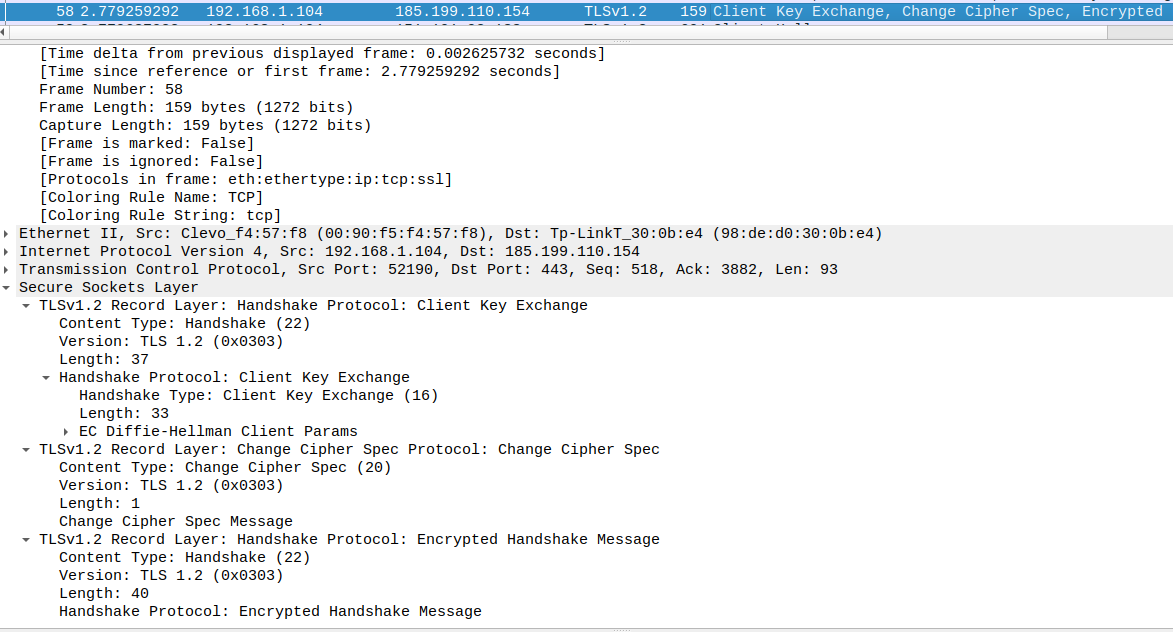 58 2.779259292 192.168.1.104 185.199.110.154 TLSv1.2 159 Client Key Exchange, Change Cipher Spec, Encrypted
[Time delta from previous displayed frame: 0.002625732 seconds]
[Time since reference or first frame: 2.779259292 seconds]
Frame Number: 58
Frame Length: 159 bytes (1272 bits)
Capture Length: 159 bytes (1272 bits)
[Frame is marked: False]
[Frame is ignored: False]
[Protocols in frame: eth:ethertype:ip:tcp:ssl]
[Coloring Rule Name: TCP]
[Coloring Rule String: tcp]
Ethernet II, Src: Clevo_f4:57:f8 (00:90:f5:f4:57:f8), Dst: Tp-LinkT_30:0b:e4 (98:de:d0:30:0b:e4)
Internet Protocol Version 4, Src: 192.168.1.104, Dst: 185.199.110.154
Transmission Control Protocol, Src Port: 52190, Dst Port: 443, Seq: 518, Ack: 3882, Len: 93
Secure Sockets Layer
TLSv1.2 Record Layer: Handshake Protocol: Client Key Exchange
Content Type: Handshake (22)
Version: TLS 1.2 (0x0303)
Length: 37
Handshake Protocol: Client Key Exchange
Handshake Type: Client Key Exchange (16)
Length: 33
EC Diffie-Hellman Client Params
TLSv1.2 Record Layer: Change Cipher Spec Protocol: Change Cipher Spec
Content Type: Change Cipher Spec (20)
Version: TLS 1.2 (0x0303)
Length: 1
Change Cipher Spec Message
TLSv1.2 Record Layer: Handshake Protocol: Encrypted Handshake Message
Content Type: Handshake (22)
Version: TLS 1.2 (0x0303)
Length: 40
Handshake Protocol: Encrypted Handshake Message